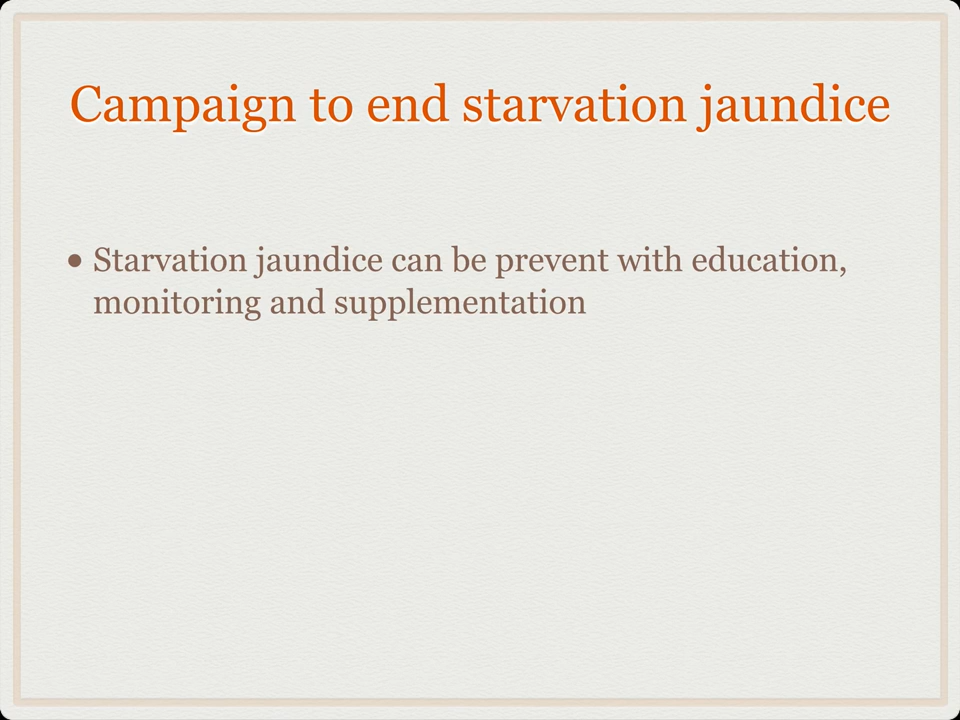 Campaign to end starvation jaundice
• Starvation jaundice can be prevent with education,
monitoring and supplementation